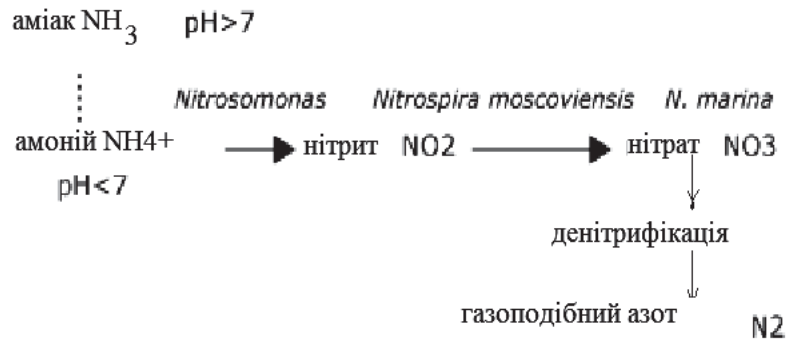 аміак NH3 pH>7
Nitrosomonas Nitrospira moscoviensis N. marina
амоній NH4+ нітрит NO2 нітрат NO3
pH<7
денітрифікація
газоподібний азот N2